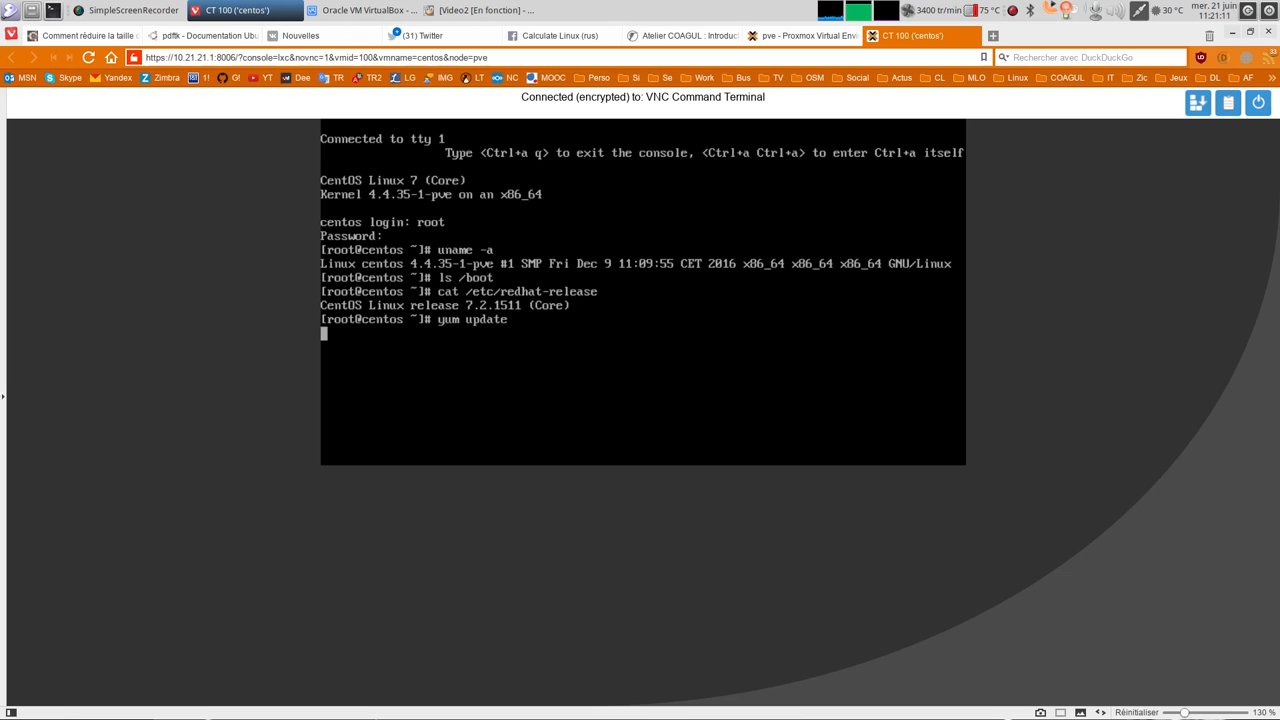 SimpleScreenRecorder
CT 100 ('centos')
Oracle VM VirtualBox - ...
[Video2 [En fonction] - ...
3400 tr/min
75 °C
30 °C
mer. 21 juin
21:11:11
Comment réduire la taille
pdftk - Documentation Ubu
Nouvelles
(31) Twitter
Calculate Linux (rus)
Atelier COAGUL : Introduct
pve - Proxmox Virtual Envi
CT 100 ('centos')
https://10.21.21.1:8006/?console=lxc&novnc=1&vmid=100&vmname=centos&node=pve
Rechercher avec DuckDuckGo
33
MSN Skype Yandex Zimbra 1! G! YT Dee TR TR2 LG IMG LT NC MOOC Perso Si Se Work Bus TV OSM Social Actus CL MLO Linux COAGUL IT Zic Jeux DL AF
Connected (encrypted) to: VNC Command Terminal
Connected to tty 1
Type <Ctrl+a q> to exit the console, <Ctrl+a Ctrl+a> to enter Ctrl+a itself
CentOS Linux 7 (Core)
Kernel 4.4.35-1-pve on an x86_64
centos login: root
Password:
[root@centos ~]# uname -a
Linux centos 4.4.35-1-pve #1 SMP Fri Dec 9 11:09:55 CET 2016 x86_64 x86_64 x86_64 GNU/Linux
[root@centos ~]# ls /boot
[root@centos ~]# cat /etc/redhat-release
CentOS Linux release 7.2.1511 (Core)
[root@centos ~]# yum update
Réinitialiser
130 %